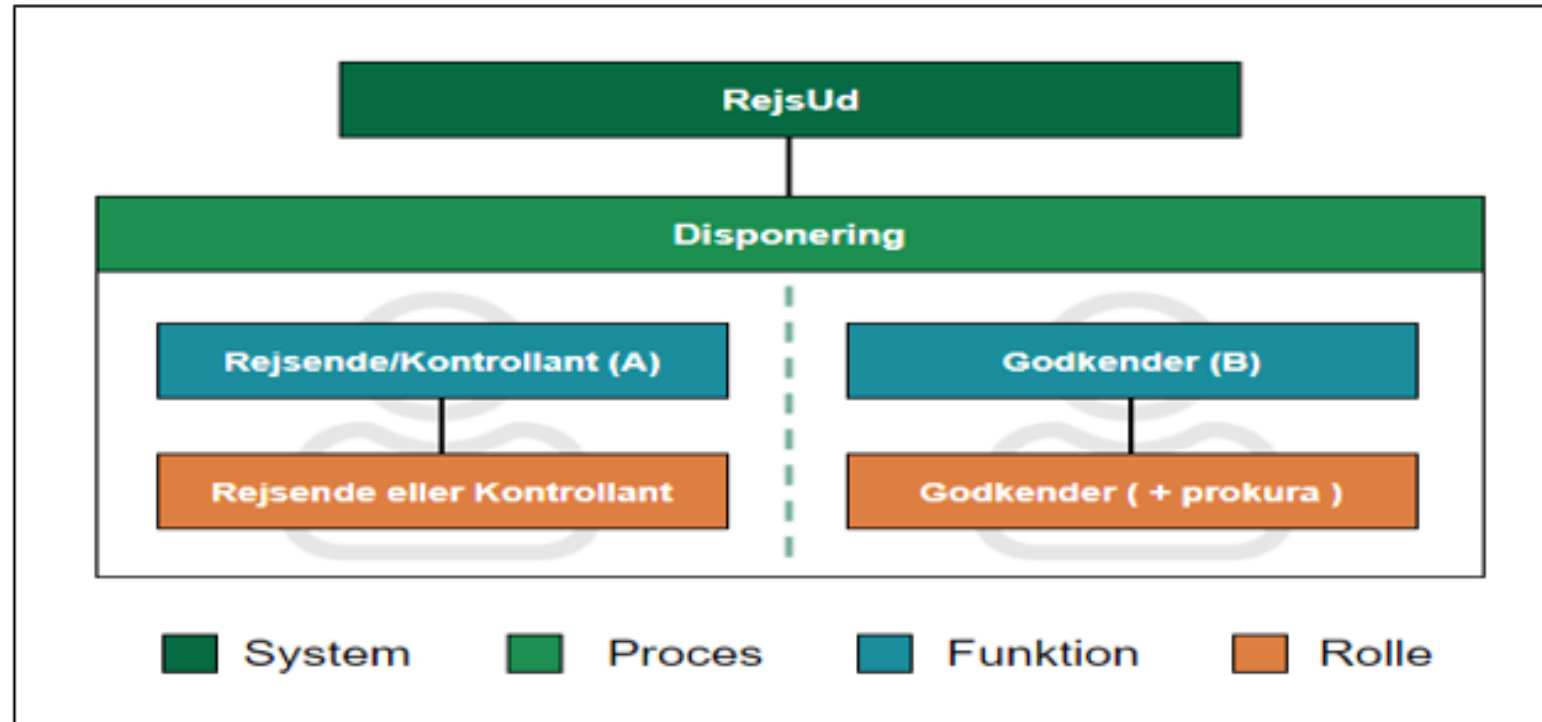 RejsUd
Disponering
Rejsende/Kontrollant (A)
Godkender (B)
Rejsende eller Kontrollant
Godkender ( + prokura )
System
Proces
Funktion
Rolle